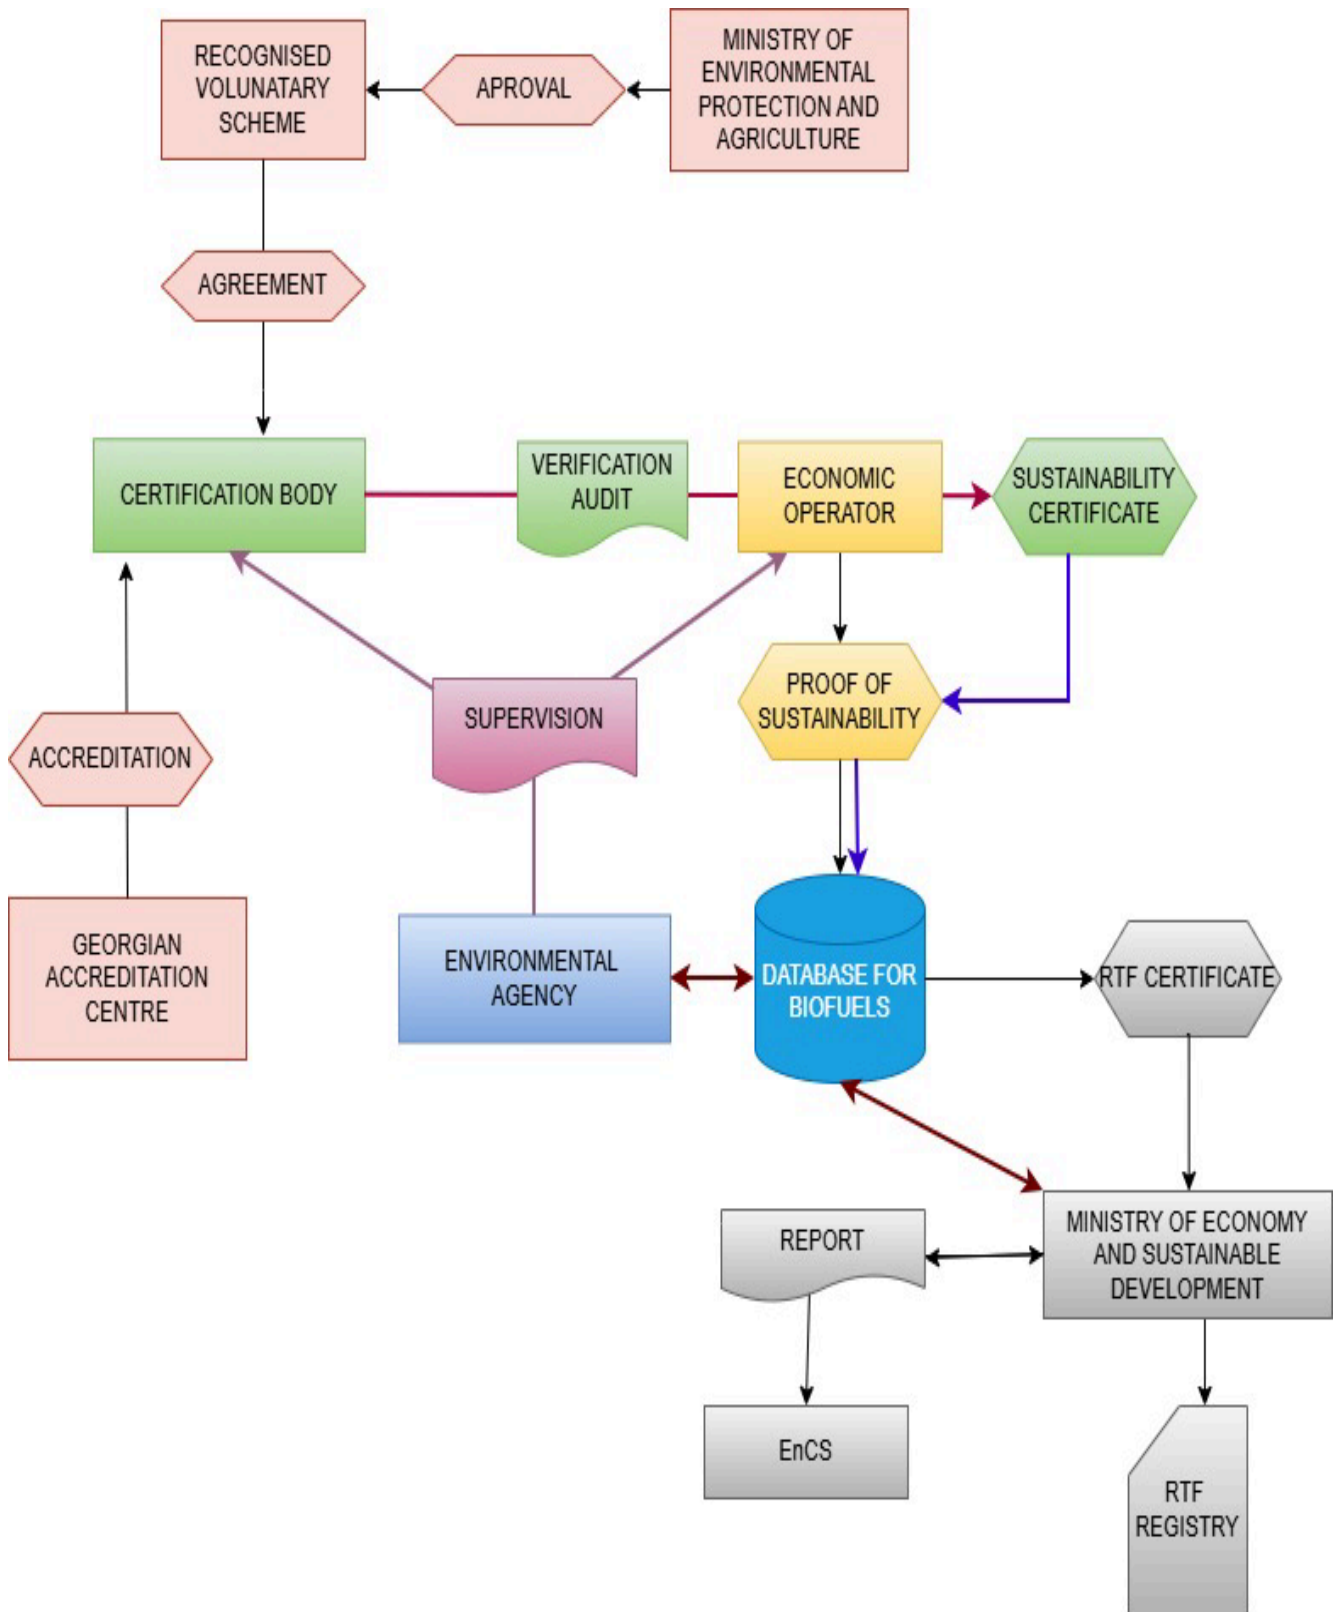 RECOGNISED
VOLUNATARY
SCHEME
APROVAL
MINISTRY OF
ENVIRONMENTAL
PROTECTION AND
AGRICULTURE
AGREEMENT
CERTIFICATION BODY
VERIFICATION
AUDIT
ECONOMIC
OPERATOR
SUSTAINABILITY
CERTIFICATE
PROOF OF
SUSTAINABILITY
SUPERVISION
ACCREDITATION
GEORGIAN
ACCREDITATION
CENTRE
ENVIRONMENTAL
AGENCY
DATABASE FOR
BIOFUELS
RTF CERTIFICATE
MINISTRY OF ECONOMY
AND SUSTAINABLE
DEVELOPMENT
REPORT
EnCS
RTF
REGISTRY